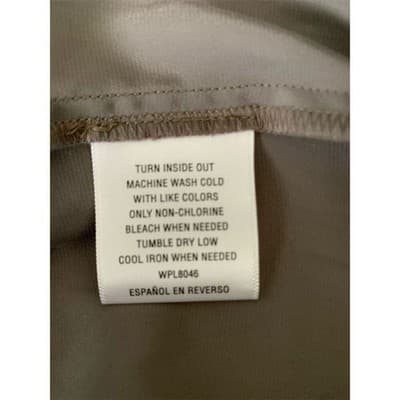 TURN INSIDE OUT
MACHINE WASH COLD
WITH LIKE COLORS
ONLY NON-CHLORINE
BLEACH WHEN NEEDED
TUMBLE DRY LOW
COOL IRON WHEN NEEDED
WPL8046
ESPAÑOL EN REVERSO